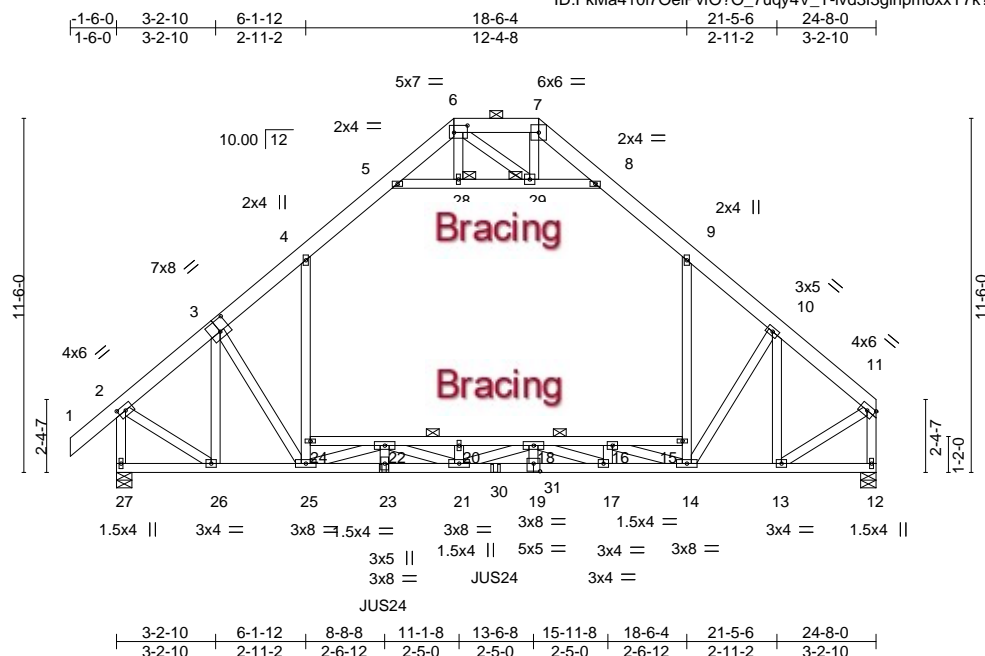 -1-6-0 3-2-10 6-1-12 18-6-4 21-5-6 24-8-0
1-6-0 3-2-10 2-11-2 12-4-8 2-11-2 3-2-10
5x7 = 6x6 =
6 7
10.00 12 2x4 = 2x4 =
5 8
28 29
2x4 || 2x4 ||
Bracing
4 9
7x8 // 3x5 \\
3 10
11-6-0 11-6-0
4x6 // 4x6 \\
2 11
Bracing
1
2-4-7 2-4-7 1-2-0
24 22 20 18 16 15
30 31
27 26 25 23 21 19 17 14 13 12
1.5x4 || 3x4 = 3x8 = 1.5x4 = 3x8 = 3x8 = 1.5x4 = 3x4 = 1.5x4 ||
3x5 || 1.5x4 || 5x5 = 3x4 = 3x8 =
3x8 = JUS24 3x4 =
JUS24
3-2-10 6-1-12 8-8-8 11-1-8 13-6-8 15-11-8 18-6-4 21-5-6 24-8-0
3-2-10 2-11-2 2-6-12 2-5-0 2-5-0 2-5-0 2-6-12 2-11-2 3-2-10